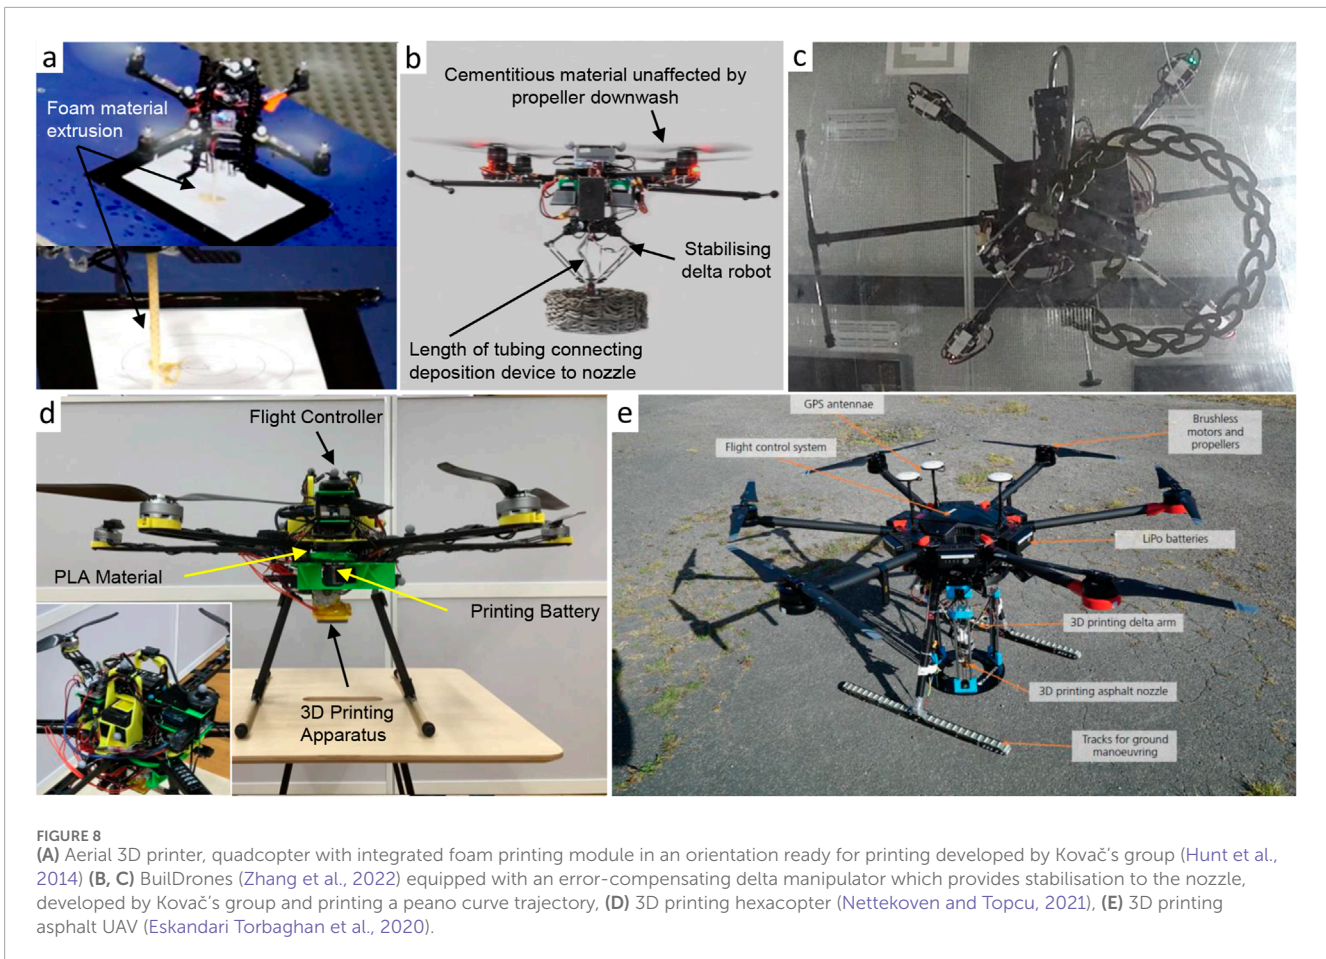 a
Foam material
extrusion
b
Cementitious material unaffected by
propeller downwash
Stabilising
delta robot
Length of tubing connecting
deposition device to nozzle
c
d
Flight Controller
PLA Material
Printing Battery
3D Printing
Apparatus
e
GPS antennae
Flight control system
Brushless
motors and
propellers
LiPo batteries
3D printing delta arm
3D printing asphalt nozzle
Tracks for ground
manoeuvring
FIGURE 8
(A) Aerial 3D printer, quadcopter with integrated foam printing module in an orientation ready for printing developed by Kovač's group (Hunt et al.,
2014) (B, C) BuilDrones (Zhang et al., 2022) equipped with an error-compensating delta manipulator which provides stabilisation to the nozzle,
developed by Kovač's group and printing a peano curve trajectory, (D) 3D printing hexacopter (Nettekoven and Topcu, 2021), (E) 3D printing
asphalt UAV (Eskandari Torbaghan et al., 2020).